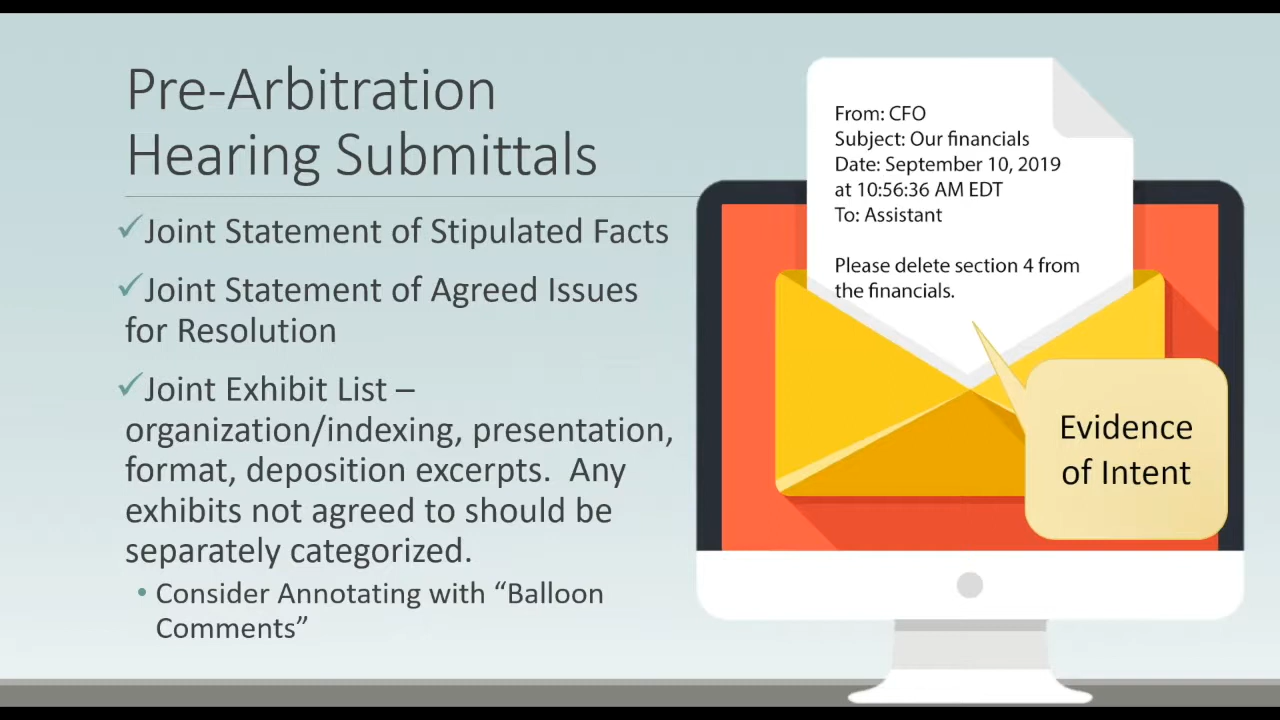 Pre-Arbitration
Hearing Submittals
✓Joint Statement of Stipulated Facts
✓Joint Statement of Agreed Issues
for Resolution
✓Joint Exhibit List –
organization/indexing, presentation,
format, deposition excerpts.  Any
exhibits not agreed to should be
separately categorized.
• Consider Annotating with “Balloon
Comments”
From: CFO
Subject: Our financials
Date: September 10, 2019
at 10:56:36 AM EDT
To: Assistant
Please delete section 4 from
the financials.
Evidence
of Intent